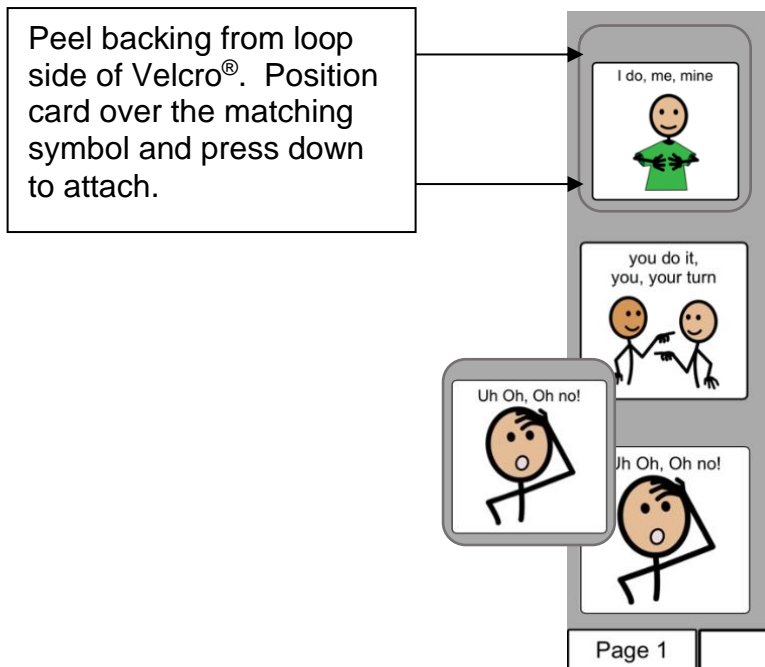 Peel backing from loop
side of Velcro®. Position
card over the matching
symbol and press down
to attach.
I do, me, mine
you do it,
you, your turn
Uh Oh, Oh no!
Uh Oh, Oh no!
Page 1